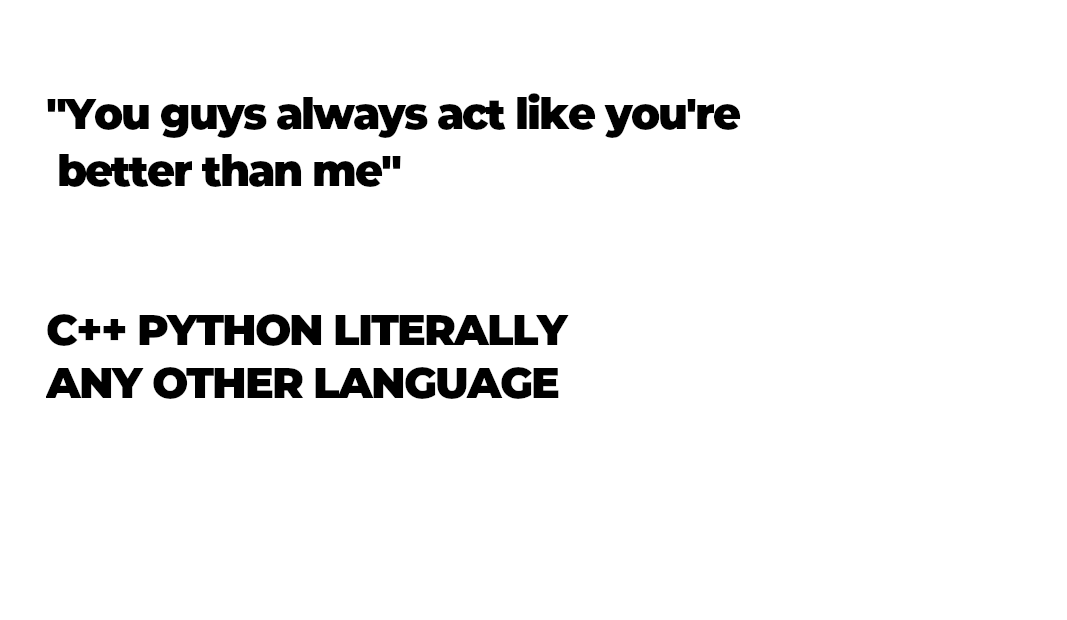 "You guys always act like you're
better than me"
C++ PYTHON LITERALLY
ANY OTHER LANGUAGE